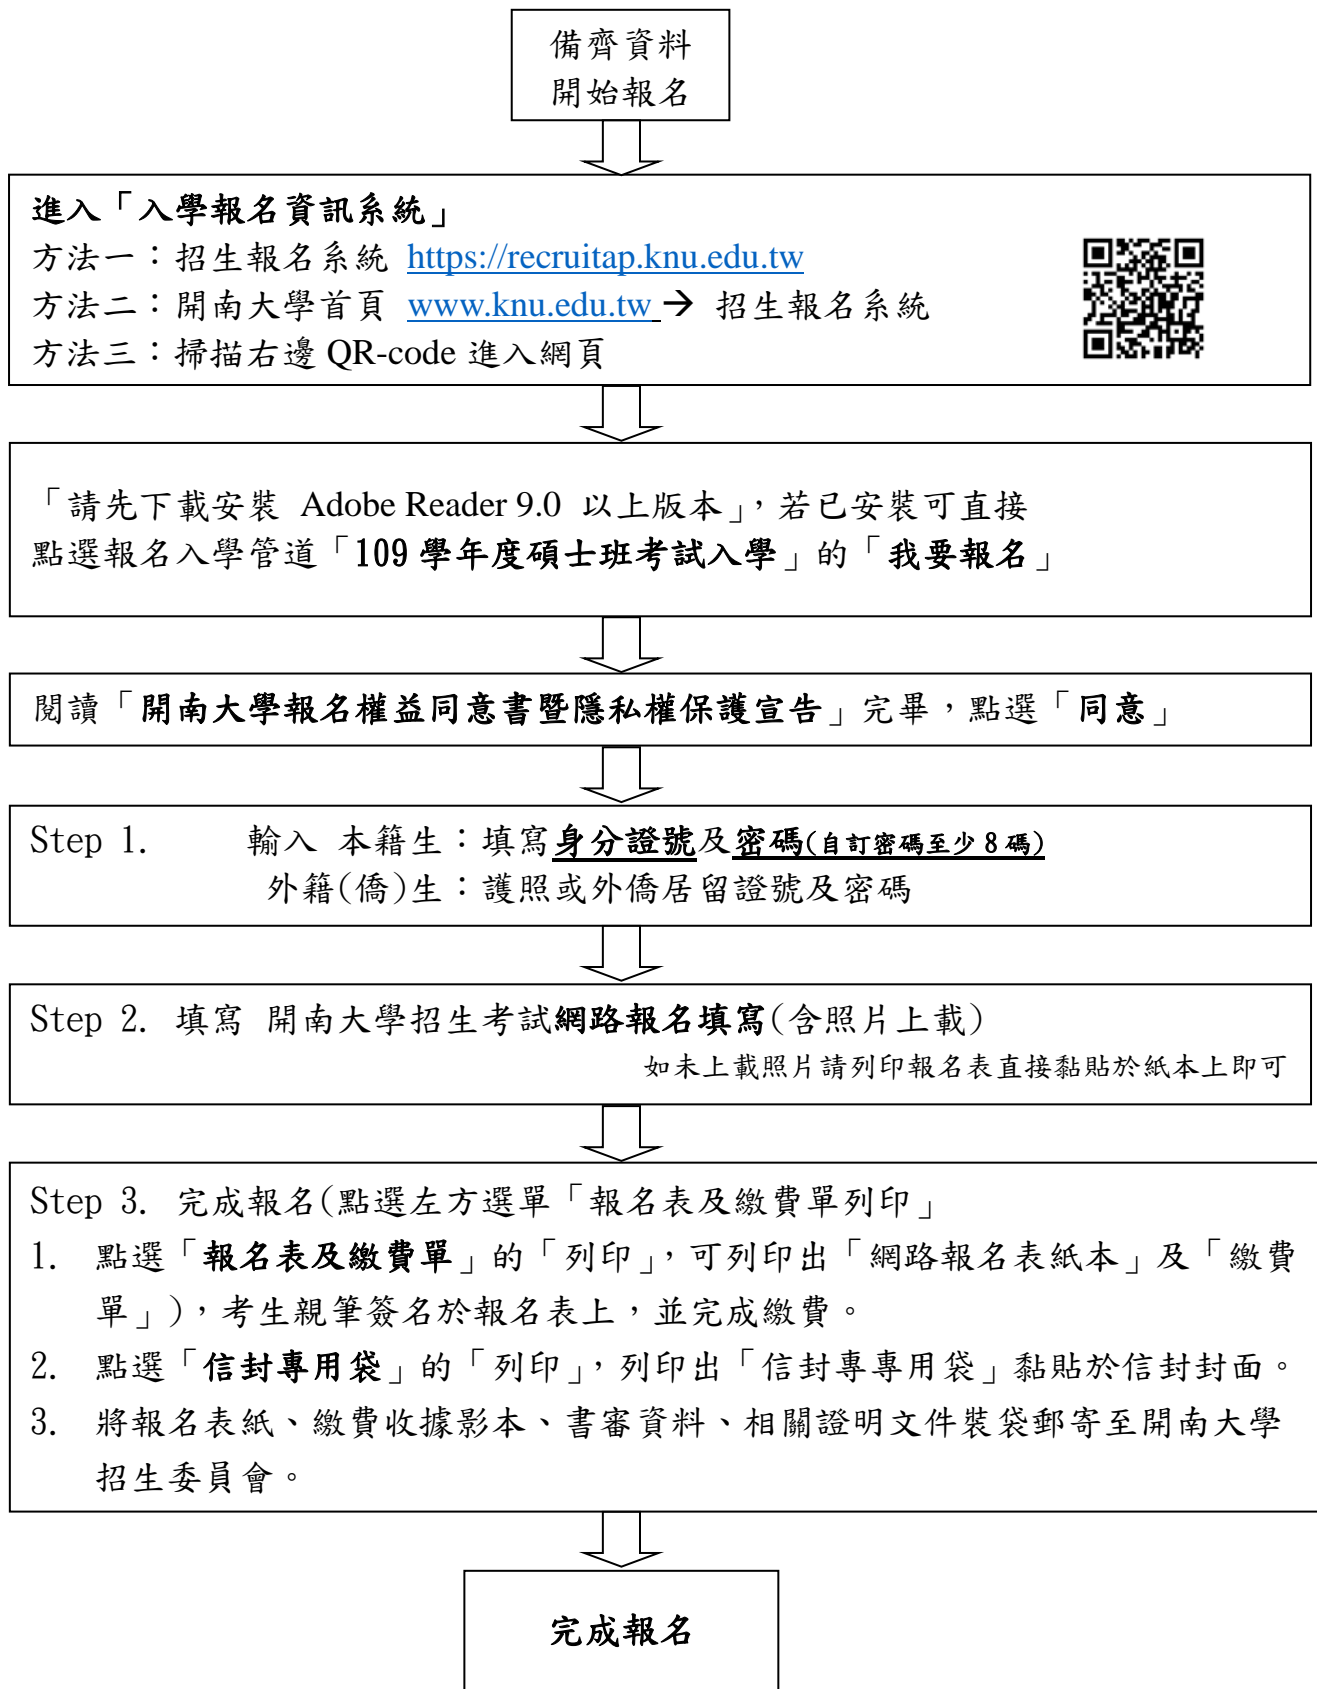 備齊資料
開始報名
進入「入學報名資訊系統」
方法一：招生報名系統 https://recruitap.knu.edu.tw
方法二：開南大學首頁 www.knu.edu.tw → 招生報名系統
方法三：掃描右邊 QR-code 進入網頁
「請先下載安裝 Adobe Reader 9.0 以上版本」，若已安裝可直接
點選報名入學管道「109 學年度碩士班考試入學」的「我要報名」
閱讀「開南大學報名權益同意書暨隱私權保護宣告」完畢，點選「同意」
Step 1. 輸入 本籍生：填寫身分證號及密碼(自訂密碼至少 8 碼)
外籍(僑)生：護照或外僑居留證號及密碼
Step 2. 填寫 開南大學招生考試網路報名填寫(含照片上載)
如未上載照片請列印報名表直接黏貼於紙本上即可
Step 3. 完成報名(點選左方選單「報名表及繳費單列印」
1. 點選「報名表及繳費單」的「列印」，可列印出「網路報名表紙本」及「繳費
單」)，考生親筆簽名於報名表上，並完成繳費。
2. 點選「信封專用袋」的「列印」，列印出「信封專專用袋」黏貼於信封封面。
3. 將報名表紙、繳費收據影本、書審資料、相關證明文件裝袋郵寄至開南大學
招生委員會。
完成報名